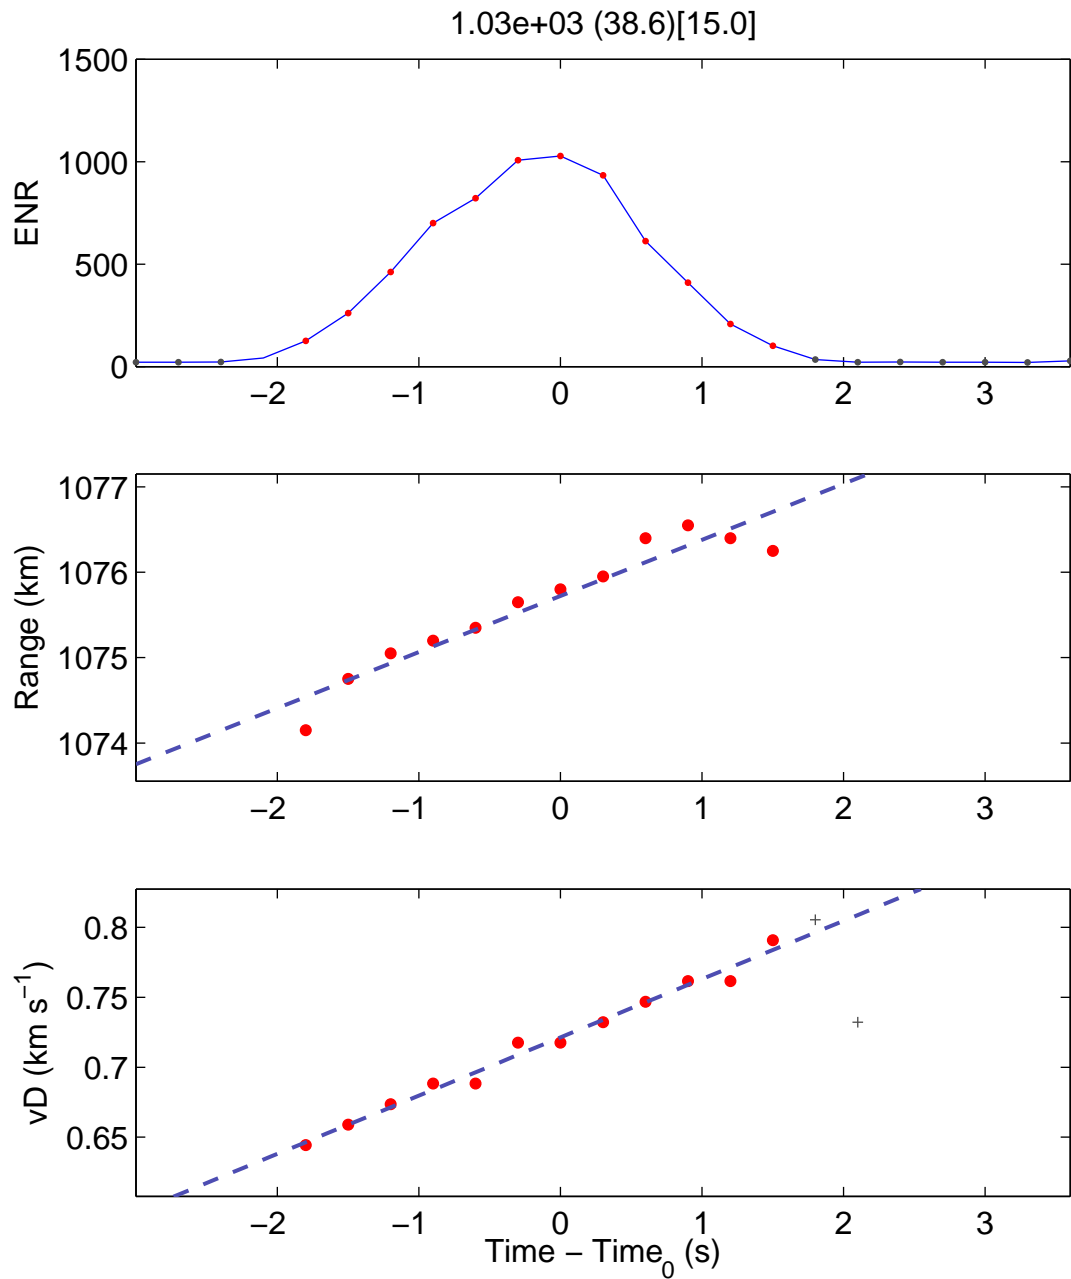 1.03e+03 (38.6)[15.0]
1500
1000
500
0
ENR
−2 −1 0 1 2 3
1077
1076
1075
1074
Range (km)
−2 −1 0 1 2 3
0.8
0.75
0.7
0.65
vD (km s⁻¹)
−2 −1 0 1 2 3
Time − Time₀ (s)